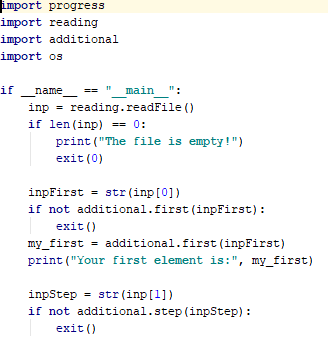 import progress
import reading
import additional
import os
if __name__ == "__main__":
inp = reading.readFile()
if len(inp) == 0:
print("The file is empty!")
exit(0)
inpFirst = str(inp[0])
if not additional.first(inpFirst):
exit()
my_first = additional.first(inpFirst)
print("Your first element is:", my_first)
inpStep = str(inp[1])
if not additional.step(inpStep):
exit()